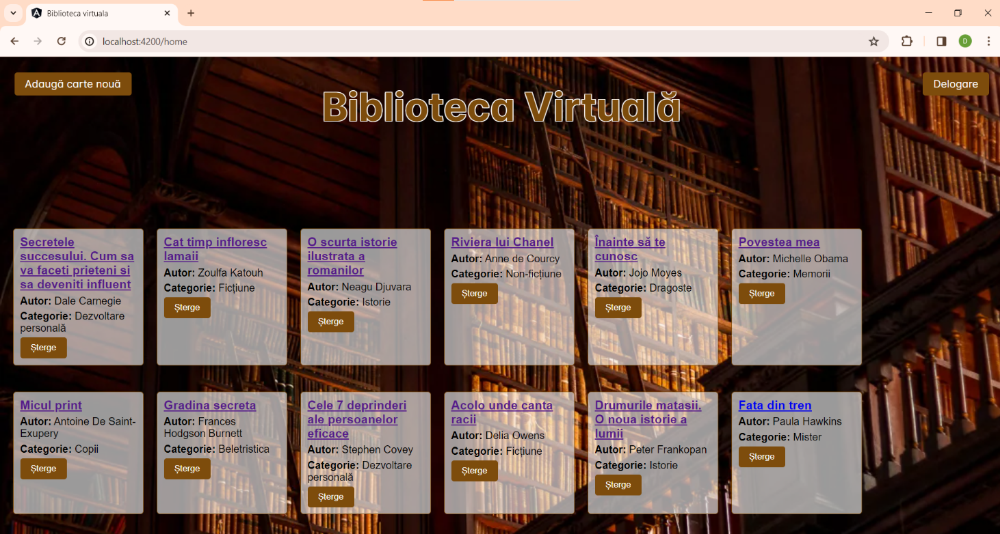 Biblioteca virtuala
localhost:4200/home
D
Adaugă carte nouă
Delogare
Biblioteca Virtuală
Secretele
succesului. Cum sa
va faceti prieteni si
sa deveniti influent
Autor: Dale Carnegie
Categorie: Dezvoltare
personală
Șterge
Cat timp infloresc
lamaii
Autor: Zoulfa Katouh
Categorie: Ficțiune
Șterge
O scurta istorie
ilustrata a
romanilor
Autor: Neagu Djuvara
Categorie: Istorie
Șterge
Riviera lui Chanel
Autor: Anne de Courcy
Categorie: Non-ficțiune
Șterge
Înainte să te
cunosc
Autor: Jojo Moyes
Categorie: Dragoste
Șterge
Povestea mea
Autor: Michelle Obama
Categorie: Memorii
Șterge
Micul print
Autor: Antoine De Saint-
Exupery
Categorie: Copii
Șterge
Gradina secreta
Autor: Frances
Hodgson Burnett
Categorie: Beletristica
Șterge
Cele 7 deprinderi
ale persoanelor
eficace
Autor: Stephen Covey
Categorie: Dezvoltare
personală
Șterge
Acolo unde canta
racii
Autor: Delia Owens
Categorie: Ficțiune
Șterge
Drumurile matasii.
O noua istorie a
lumii
Autor: Peter Frankopan
Categorie: Istorie
Șterge
Fata din tren
Autor: Paula Hawkins
Categorie: Mister
Șterge